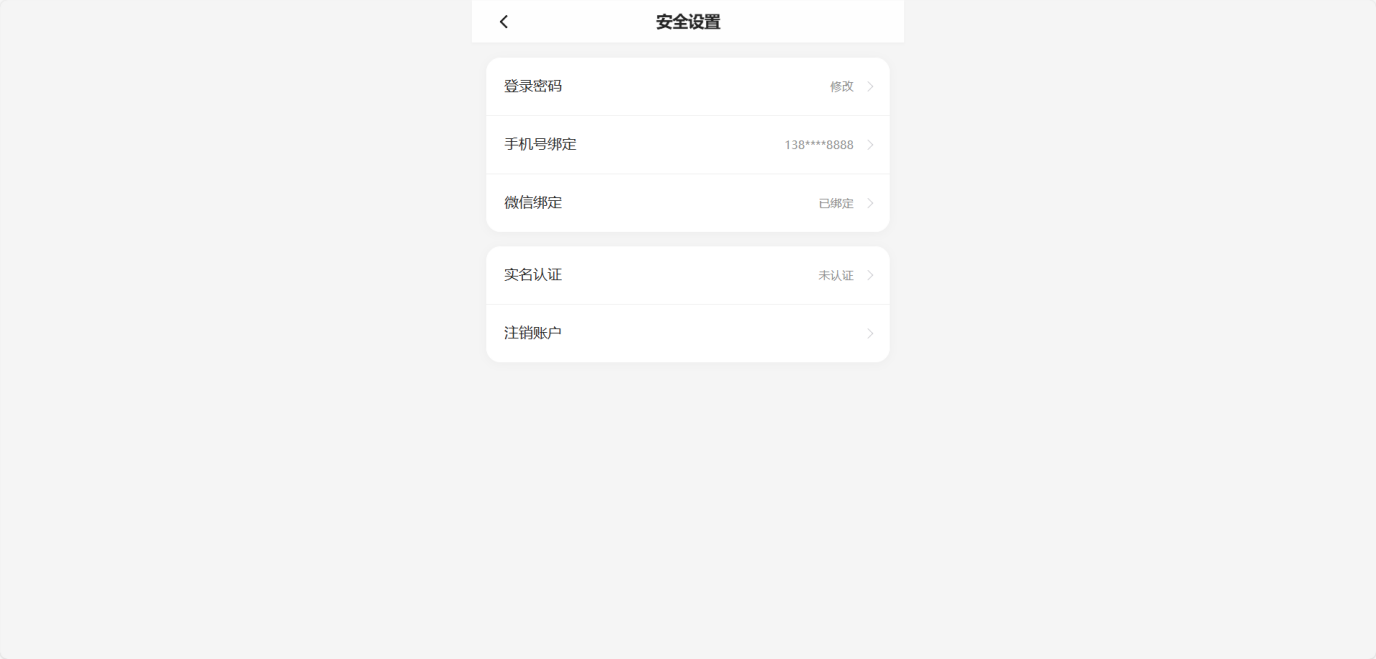 安全设置
登录密码 修改
手机号绑定 138****8888
微信绑定 已绑定
实名认证 未认证
注销账户